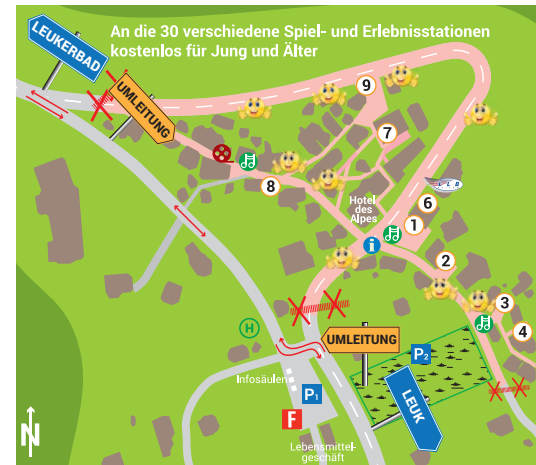 An die 30 verschiedene Spiel- und Erlebnisstationen
kostenlos für Jung und Älter
LEUKERBAD
UMLEITUNG
9
7
8
Hotel
des
Alpes
LLB
6
1
i
2
3
4
H
UMLEITUNG
P2
Infosäulen
P1
LEUK
F
Lebensmittel-
geschäft
N